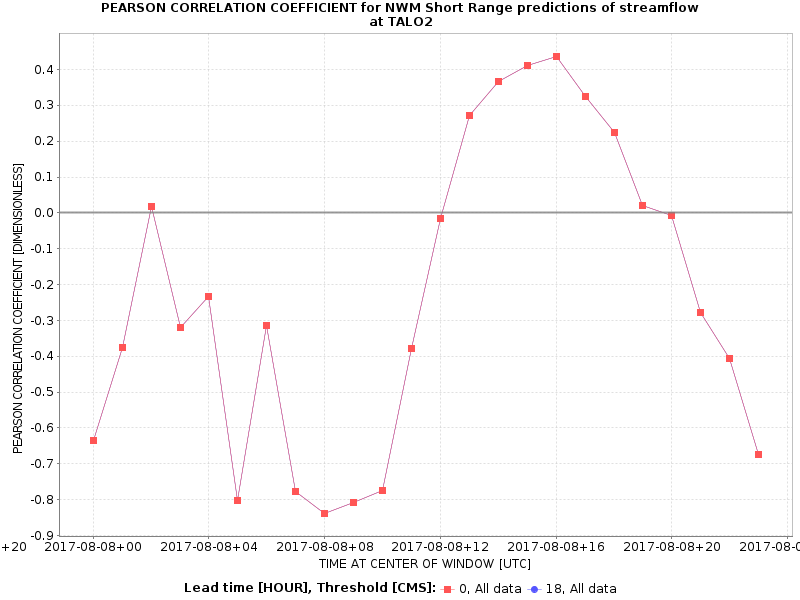 PEARSON CORRELATION COEFFICIENT for NWM Short Range predictions of streamflow
at TALO2
PEARSON CORRELATION COEFFICIENT [DIMENSIONLESS]
0.4
0.3
0.2
0.1
0.0
-0.1
-0.2
-0.3
-0.4
-0.5
-0.6
-0.7
-0.8
-0.9
+20 2017-08-08+00 2017-08-08+04 2017-08-08+08 2017-08-08+12 2017-08-08+16 2017-08-08+20 2017-08-0
TIME AT CENTER OF WINDOW [UTC]
Lead time [HOUR], Threshold [CMS]: 0, All data 18, All data